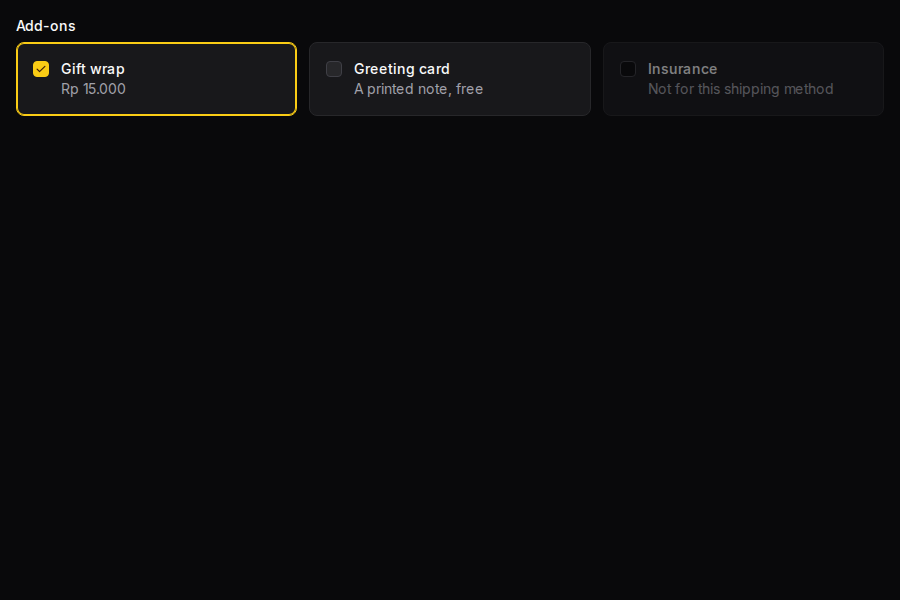 Add-ons
Gift wrap
Rp 15.000
Greeting card
A printed note, free
Insurance
Not for this shipping method